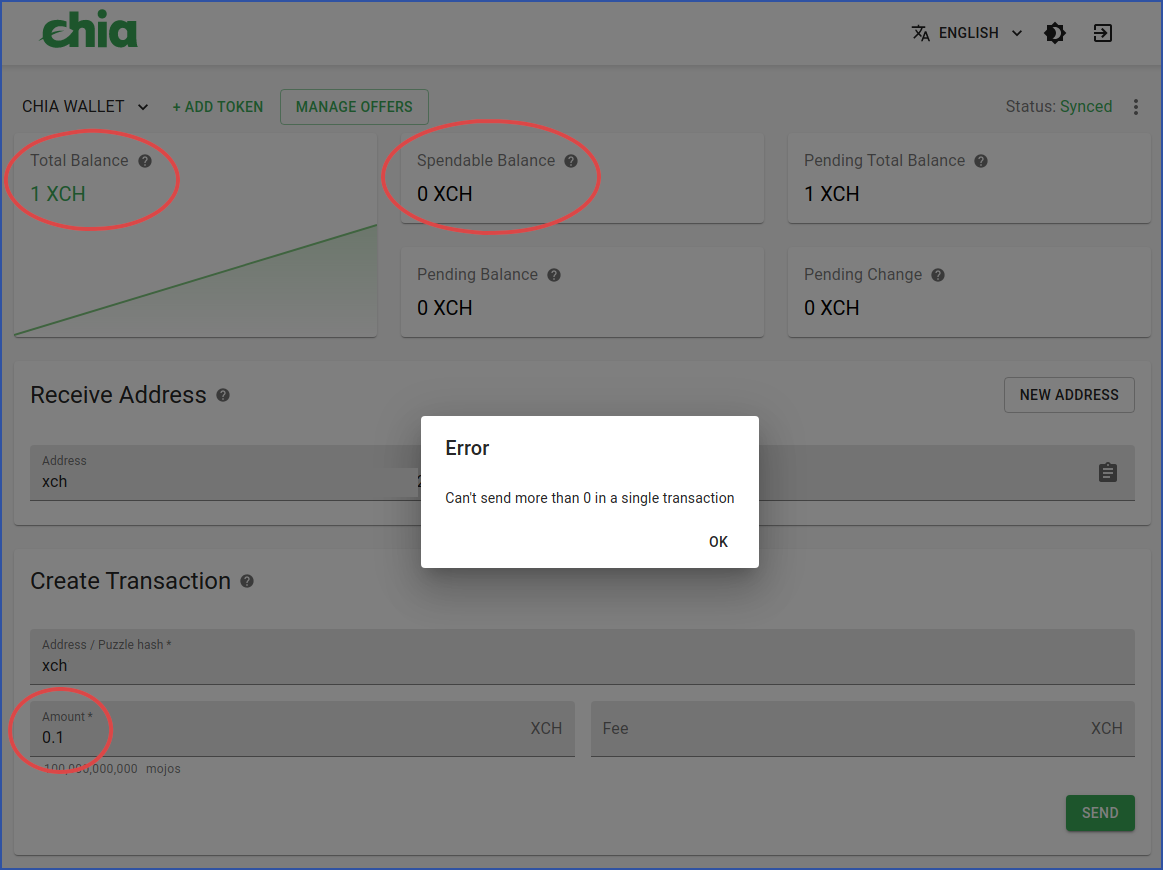 chia
ENGLISH
CHIA WALLET + ADD TOKEN MANAGE OFFERS Status: Synced
Total Balance
1 XCH
Spendable Balance
0 XCH
Pending Total Balance
1 XCH
Pending Balance
0 XCH
Pending Change
0 XCH
Receive Address
NEW ADDRESS
Address
xch
Error
Can't send more than 0 in a single transaction
OK
Create Transaction
Address / Puzzle hash *
xch
Amount *
0.1 XCH
Fee XCH
100,000,000,000 mojos
SEND